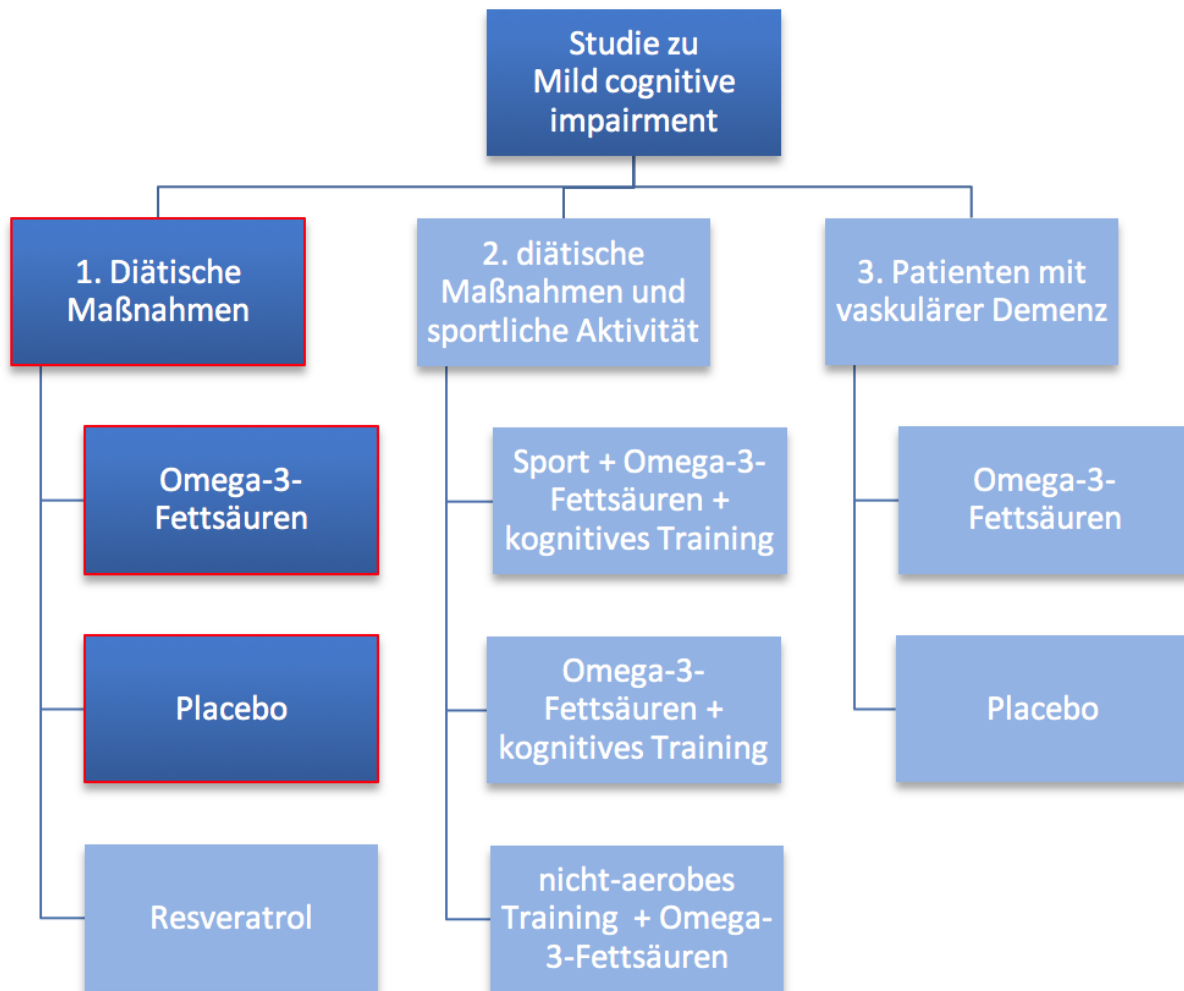 Studie zu
Mild cognitive
impairment
1. Diätische
Maßnahmen
2. diätische
Maßnahmen und
sportliche Aktivität
3. Patienten mit
vaskulärer Demenz
Omega-3-
Fettsäuren
Sport + Omega-3-
Fettsäuren +
kognitives Training
Omega-3-
Fettsäuren
Placebo
Omega-3-
Fettsäuren +
kognitives Training
Placebo
Resveratrol
nicht-aerobes
Training + Omega-
3-Fettsäuren